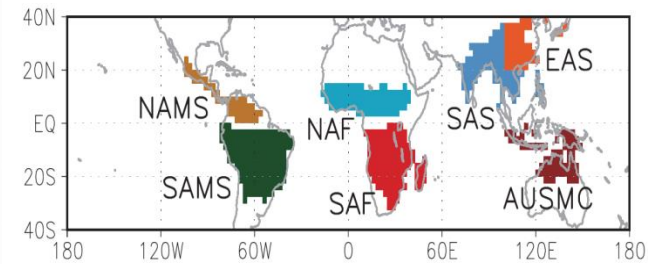 40N
20N
EQ
20S
40S
NAMS
SAMS
NAF
SAF
SAS
EAS
AUSMC
180 120W 60W 0 60E 120E 180